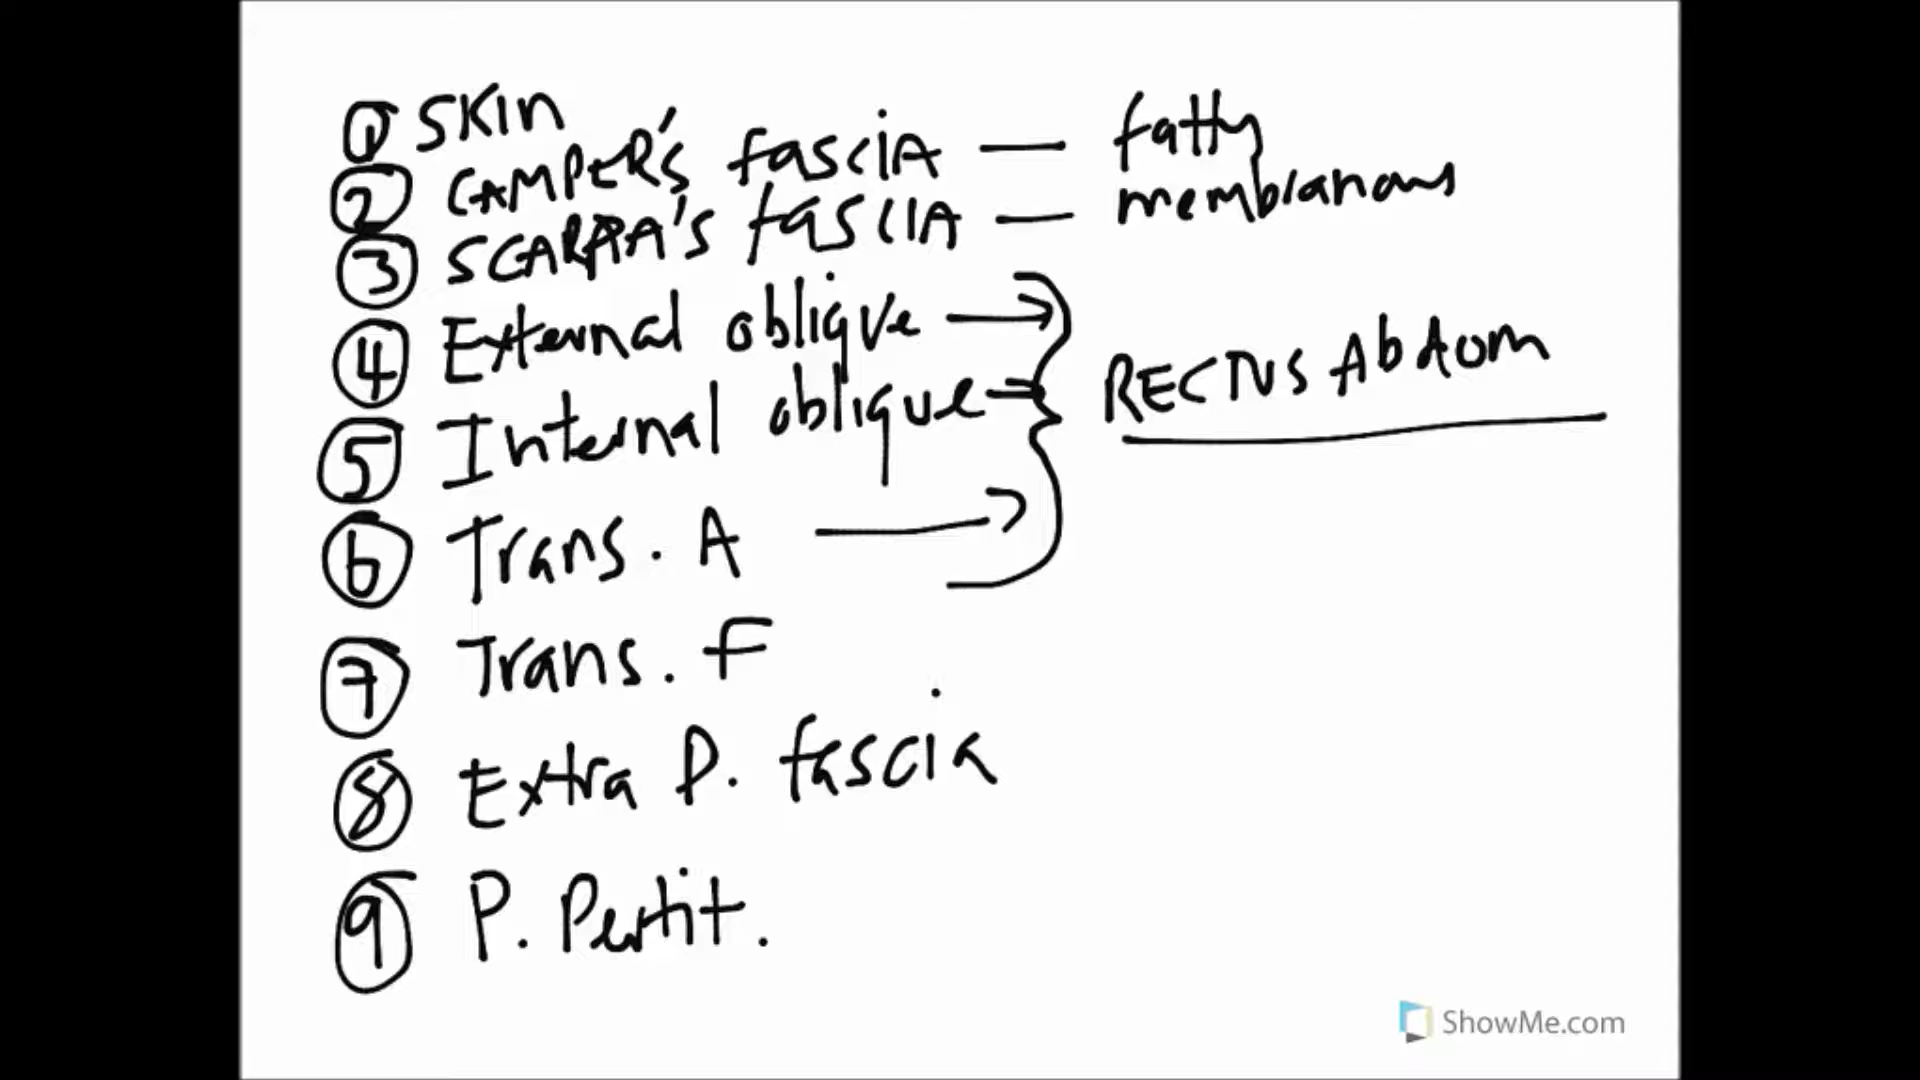 1 SKIN
2 CAMPER'S fasciA — fatty
3 SCARPA'S fascIA — membranous
4 External oblique →
5 Internal oblique →
RECTUS Abdom
6 Trans. A →
7 Trans. F
8 Extra P. fascia
9 P. Pertit.
ShowMe.com